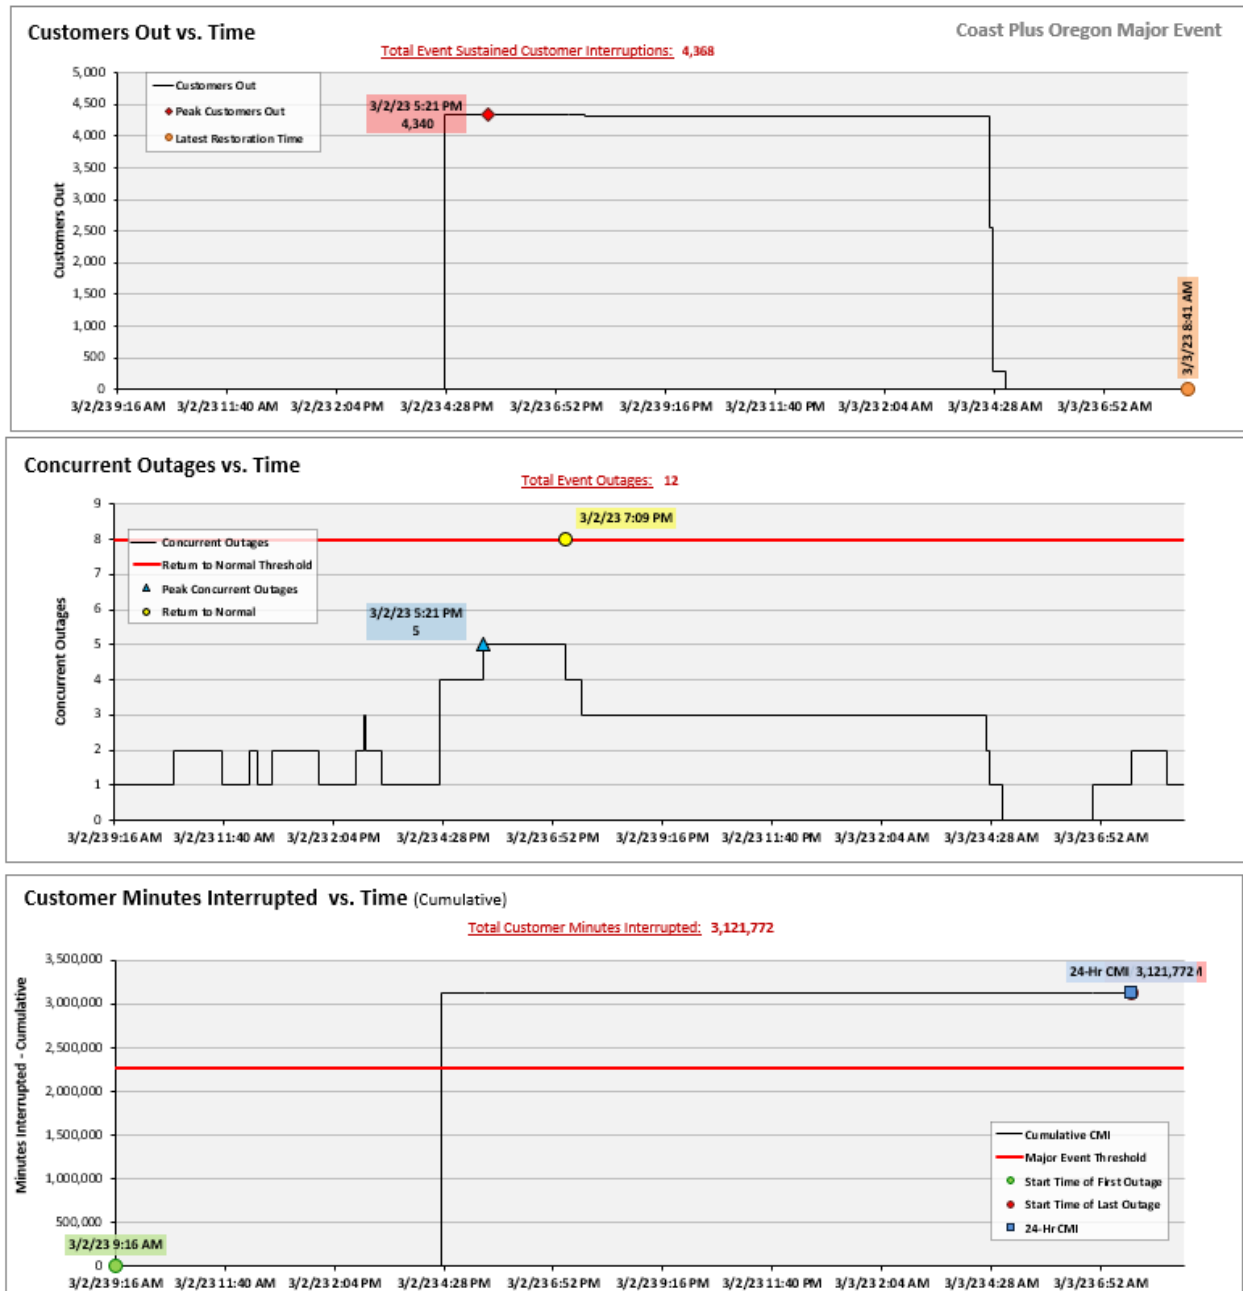 Customers Out vs. Time
Coast Plus Oregon Major Event
Total Event Sustained Customer Interruptions: 4,368
Customers Out
5,000
4,500
4,000
3,500
3,000
2,500
2,000
1,500
1,000
500
0
Customers Out
Peak Customers Out
Latest Restoration Time
3/2/23 5:21 PM
4,340
3/3/23 8:41 AM
3/2/23 9:16 AM 3/2/23 11:40 AM 3/2/23 2:04 PM 3/2/23 4:28 PM 3/2/23 6:52 PM 3/2/23 9:16 PM 3/2/23 11:40 PM 3/3/23 2:04 AM 3/3/23 4:28 AM 3/3/23 6:52 AM
Concurrent Outages vs. Time
Total Event Outages: 12
Concurrent Outages
9
8
7
6
5
4
3
2
1
0
Concurrent Outages
Return to Normal Threshold
Peak Concurrent Outages
Return to Normal
3/2/23 7:09 PM
3/2/23 5:21 PM
5
3/2/23 9:16 AM 3/2/23 11:40 AM 3/2/23 2:04 PM 3/2/23 4:28 PM 3/2/23 6:52 PM 3/2/23 9:16 PM 3/2/23 11:40 PM 3/3/23 2:04 AM 3/3/23 4:28 AM 3/3/23 6:52 AM
Customer Minutes Interrupted vs. Time (Cumulative)
Total Customer Minutes Interrupted: 3,121,772
Minutes Interrupted - Cumulative
3,500,000
3,000,000
2,500,000
2,000,000
1,500,000
1,000,000
500,000
0
24-Hr CMI 3,121,772
Cumulative CMI
Major Event Threshold
Start Time of First Outage
Start Time of Last Outage
24-Hr CMI
3/2/23 9:16 AM
3/2/23 9:16 AM 3/2/23 11:40 AM 3/2/23 2:04 PM 3/2/23 4:28 PM 3/2/23 6:52 PM 3/2/23 9:16 PM 3/2/23 11:40 PM 3/3/23 2:04 AM 3/3/23 4:28 AM 3/3/23 6:52 AM